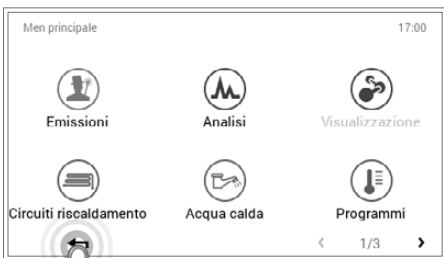 Men principale 17:00
Emissioni Analisi Visualizzazione
Circuiti riscaldamento Acqua calda Programmi
< 1/3 >